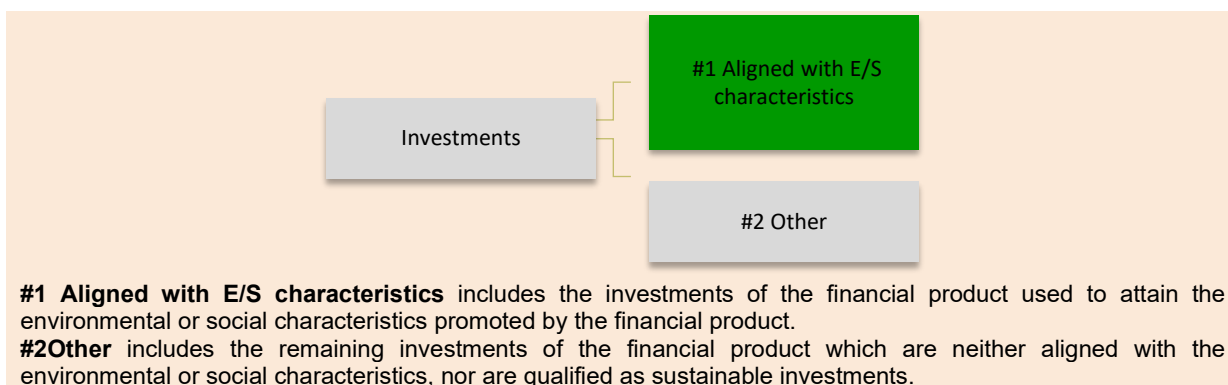 #1 Aligned with E/S
characteristics
Investments
#2 Other
#1 Aligned with E/S characteristics includes the investments of the financial product used to attain the
environmental or social characteristics promoted by the financial product.
#2Other includes the remaining investments of the financial product which are neither aligned with the
environmental or social characteristics, nor are qualified as sustainable investments.